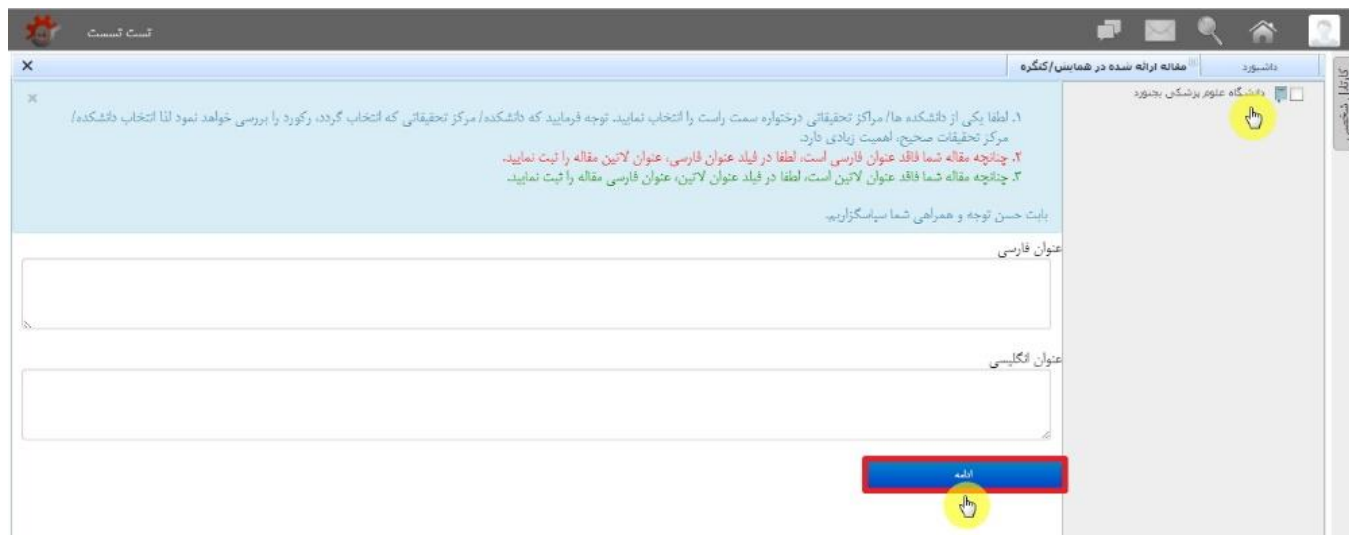 تست تسست
داشبورد
مقاله ارائه شده در همایش/کنگره
کارتابل شخصی
دانشگاه علوم پزشکی بجنورد
۱. لطفا یکی از دانشکده ها/ مراکز تحقیقاتی درختواره سمت راست را انتخاب نمایید. توجه فرمایید که دانشکده/ مرکز تحقیقاتی که انتخاب گردد، رکورد را بررسی خواهد نمود لذا انتخاب دانشکده/
مرکز تحقیقات صحیح، اهمیت زیادی دارد.
۲. چنانچه مقاله شما فاقد عنوان فارسی است، لطفا در فیلد عنوان فارسی، عنوان لاتین مقاله را ثبت نمایید.
۳. چنانچه مقاله شما فاقد عنوان لاتین است، لطفا در فیلد عنوان لاتین، عنوان فارسی مقاله را ثبت نمایید.
بابت حسن توجه و همراهی شما سپاسگزاریم.
عنوان فارسی
عنوان انگلیسی
ادامه